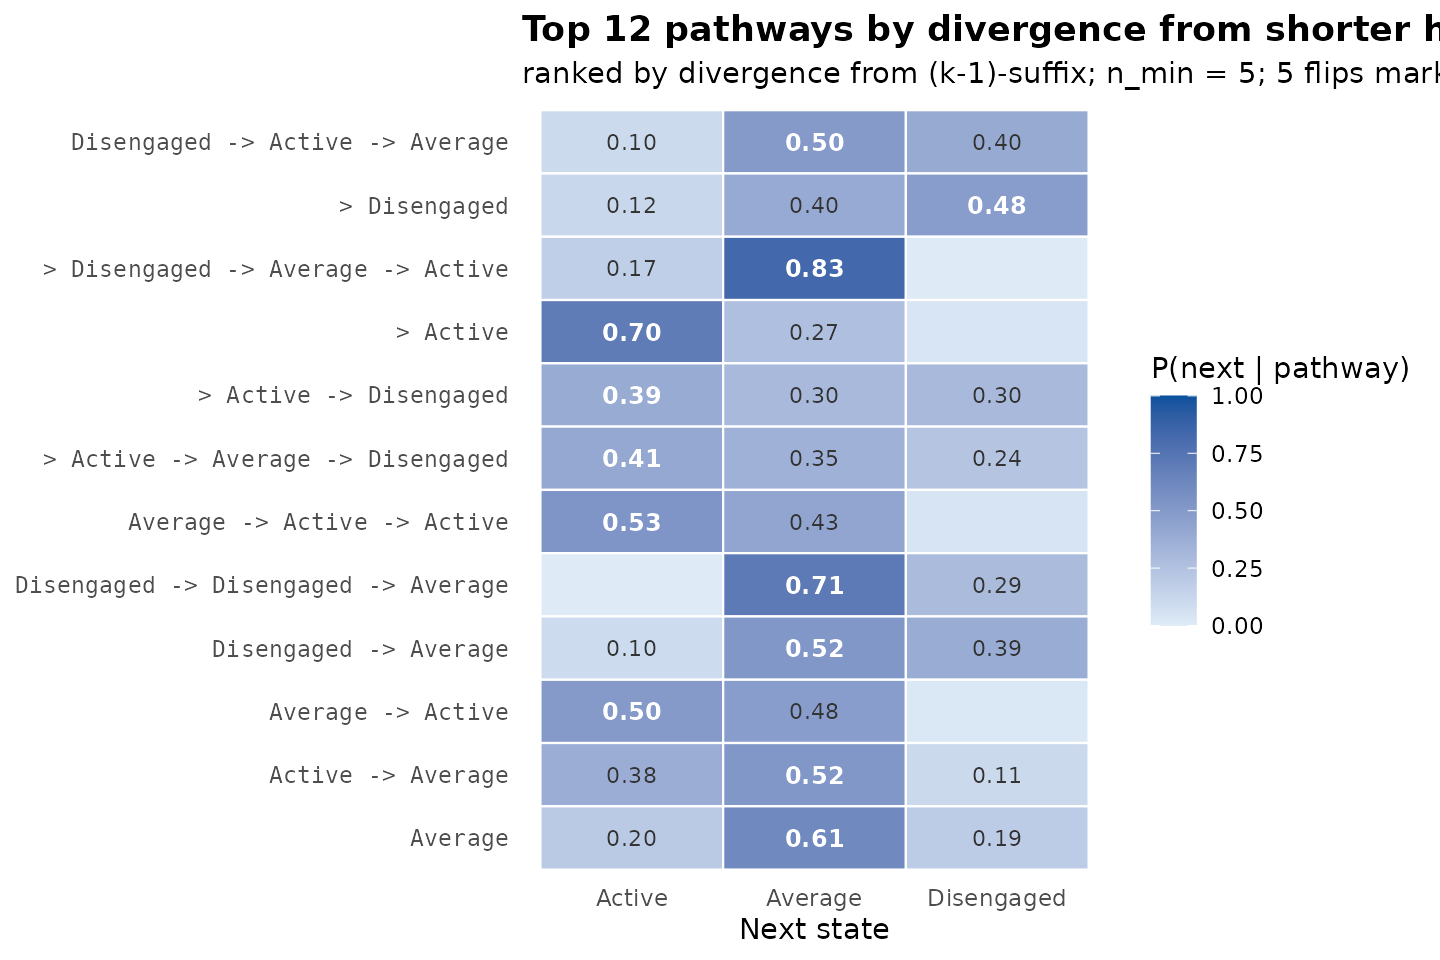 Top 12 pathways by divergence from shorter h
ranked by divergence from (k-1)-suffix; n_min = 5; 5 flips mark
Disengaged -> Active -> Average 0.10 0.50 0.40
> Disengaged 0.12 0.40 0.48
> Disengaged -> Average -> Active 0.17 0.83
> Active 0.70 0.27
> Active -> Disengaged 0.39 0.30 0.30
> Active -> Average -> Disengaged 0.41 0.35 0.24
Average -> Active -> Active 0.53 0.43
Disengaged -> Disengaged -> Average 0.71 0.29
Disengaged -> Average 0.10 0.52 0.39
Average -> Active 0.50 0.48
Active -> Average 0.38 0.52 0.11
Average 0.20 0.61 0.19
Active Average Disengaged
Next state
P(next | pathway)
1.00
0.75
0.50
0.25
0.00